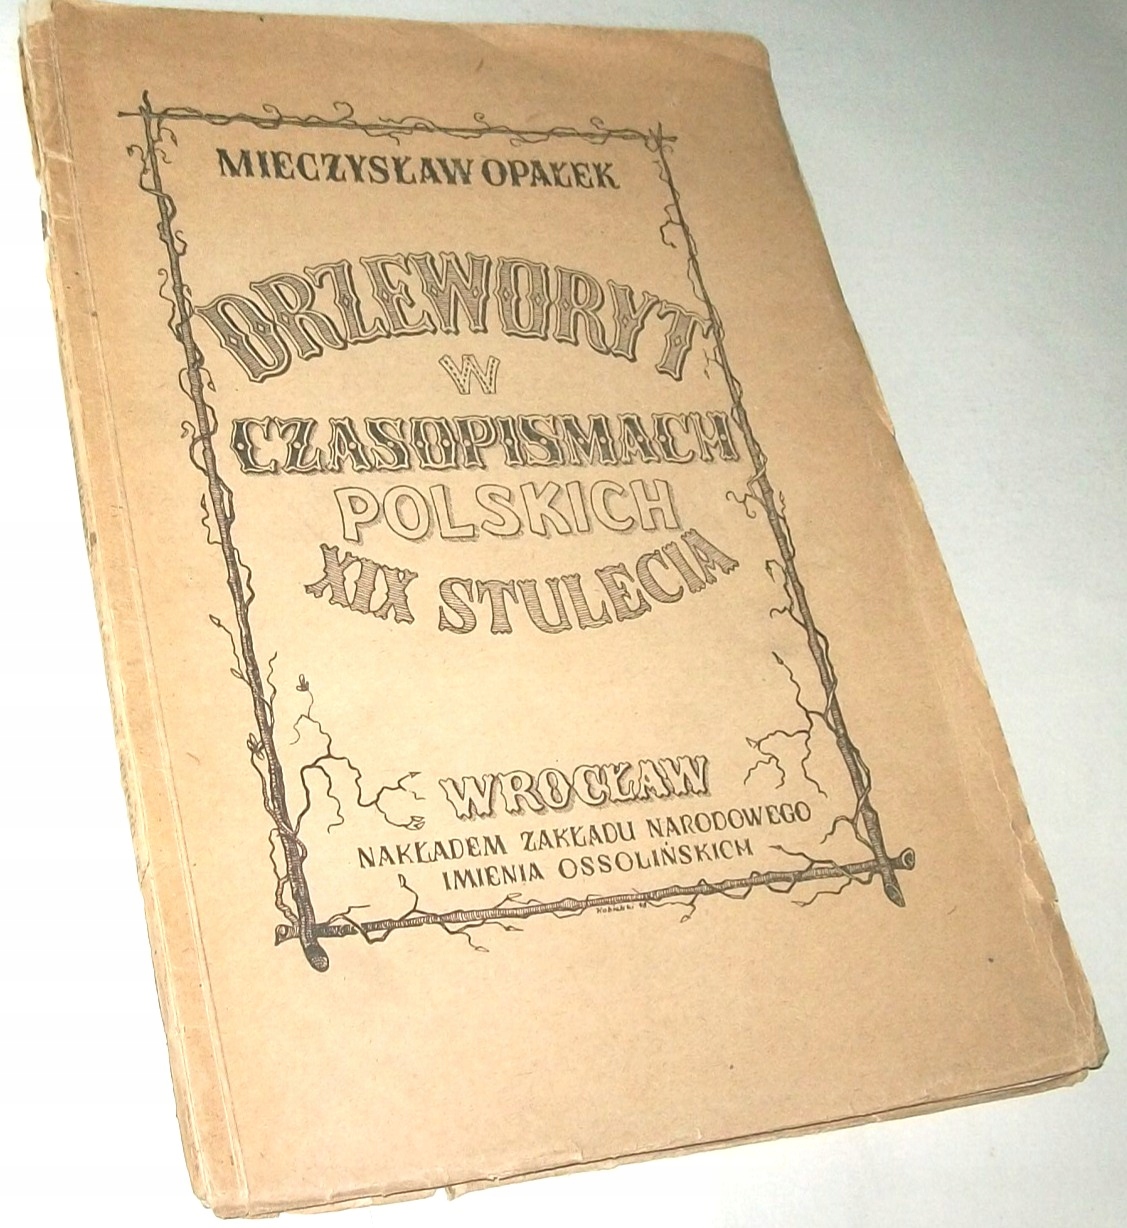 MIECZYSŁAW OPAŁEK
DRZEWORYT
W
CZASOPISMACH
POLSKICH
XIX STULECIA
WROCŁAW
NAKŁADEM ZAKŁADU NARODOWEGO
IMIENIA OSSOLIŃSKICH